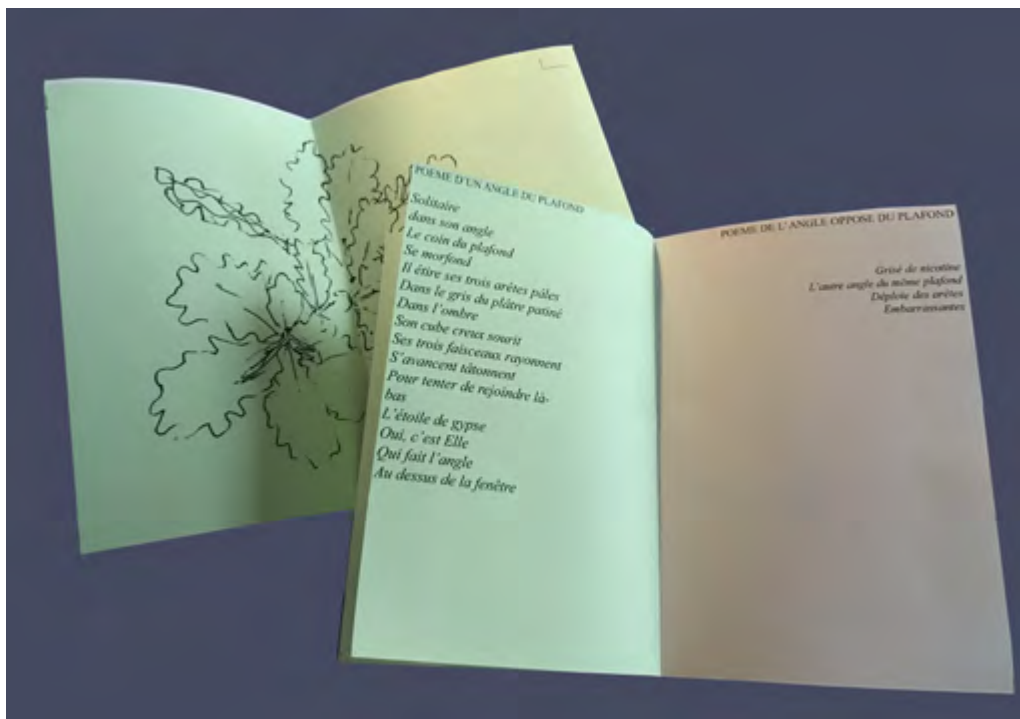 POEME D'UN ANGLE DU PLAFOND
Solitaire
dans son angle
Le coin du plafond
Se morfond
Il étire ses trois arêtes pâles
Dans le gris du plâtre patiné
Dans l'ombre
Son cube creux sourit
Ses trois faisceaux rayonnent
S'avancent tâtonnent
Pour tenter de rejoindre là-
bas
L'étoile de gypse
Oui, c'est Elle
Qui fait l'angle
Au dessus de la fenêtre
POEME DE L'ANGLE OPPOSE DU PLAFOND
Grisé de nicotine
L'autre angle du même plafond
Déploie des arêtes
Embarrassantes